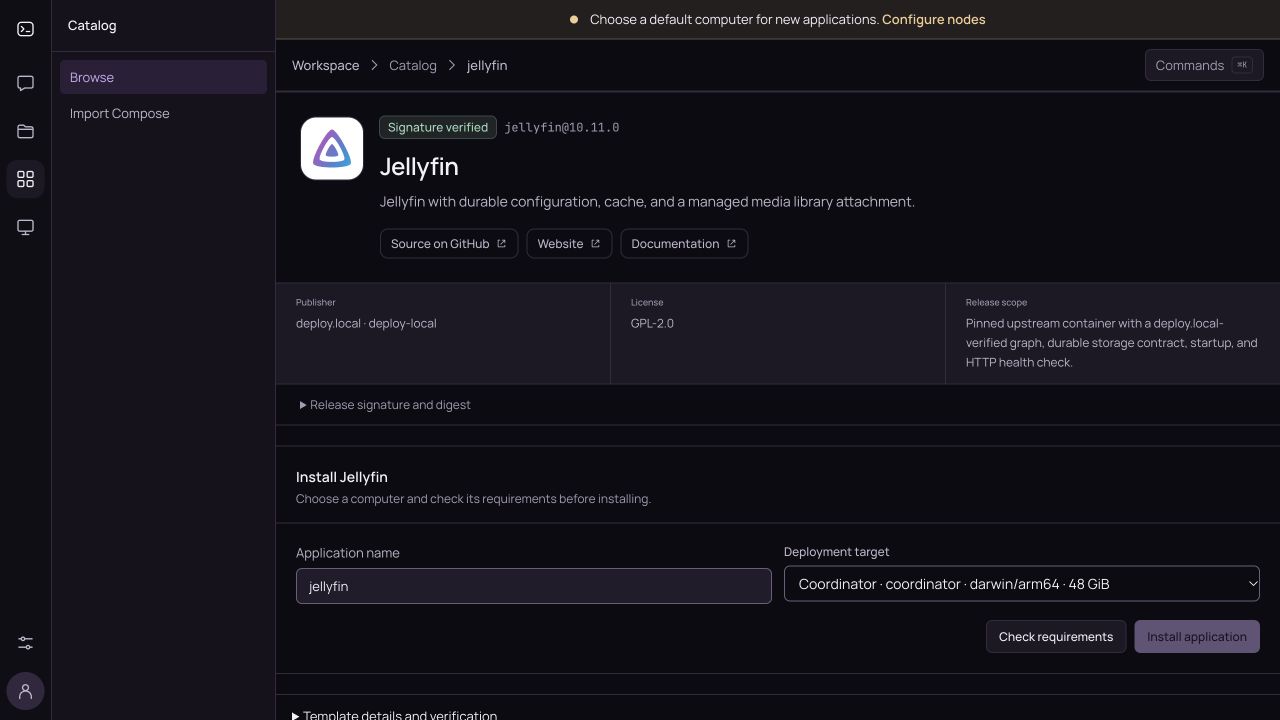 Catalog
Browse
Import Compose
Choose a default computer for new applications. Configure nodes
Workspace > Catalog > jellyfin
Commands ⌘K
Signature verified jellyfin@10.11.0
Jellyfin
Jellyfin with durable configuration, cache, and a managed media library attachment.
Source on GitHub
Website
Documentation
Publisher
deploy.local · deploy-local
License
GPL-2.0
Release scope
Pinned upstream container with a deploy.local-
verified graph, durable storage contract, startup, and
HTTP health check.
Release signature and digest
Install Jellyfin
Choose a computer and check its requirements before installing.
Application name
jellyfin
Deployment target
Coordinator · coordinator · darwin/arm64 · 48 GiB
Check requirements
Install application
Template details and verification